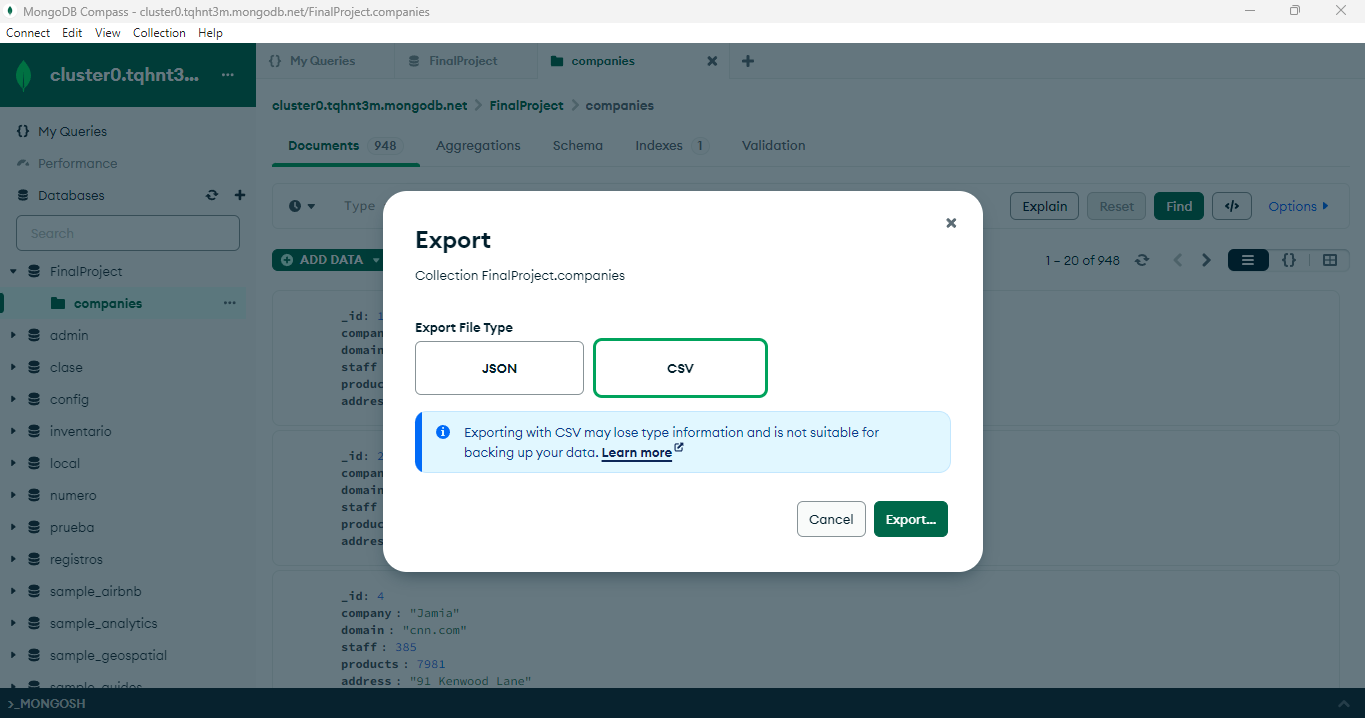 MongoDB Compass - cluster0.tqhnt3m.mongodb.net/FinalProject.companies
Connect Edit View Collection Help
cluster0.tqhnt3...
{} My Queries
FinalProject
companies
cluster0.tqhnt3m.mongodb.net > FinalProject > companies
{} My Queries
Performance
Databases
Search
FinalProject
companies
admin
clase
config
inventario
local
numero
prueba
registros
sample_airbnb
sample_analytics
sample_geospatial
sample_guides
Documents 948
Aggregations
Schema
Indexes 1
Validation
Type
Explain
Reset
Find
</>
Options
ADD DATA
1 – 20 of 948
{}
_id: 1
compan
domain
staff
produc
addres
_id: 2
compan
domain
staff
produc
addres
_id: 4
company : "Jamia"
domain : "cnn.com"
staff : 385
products : 7981
address : "91 Kenwood Lane"
Export
Collection FinalProject.companies
Export File Type
JSON
CSV
Exporting with CSV may lose type information and is not suitable for
backing up your data. Learn more
Cancel
Export...
>_MONGOSH